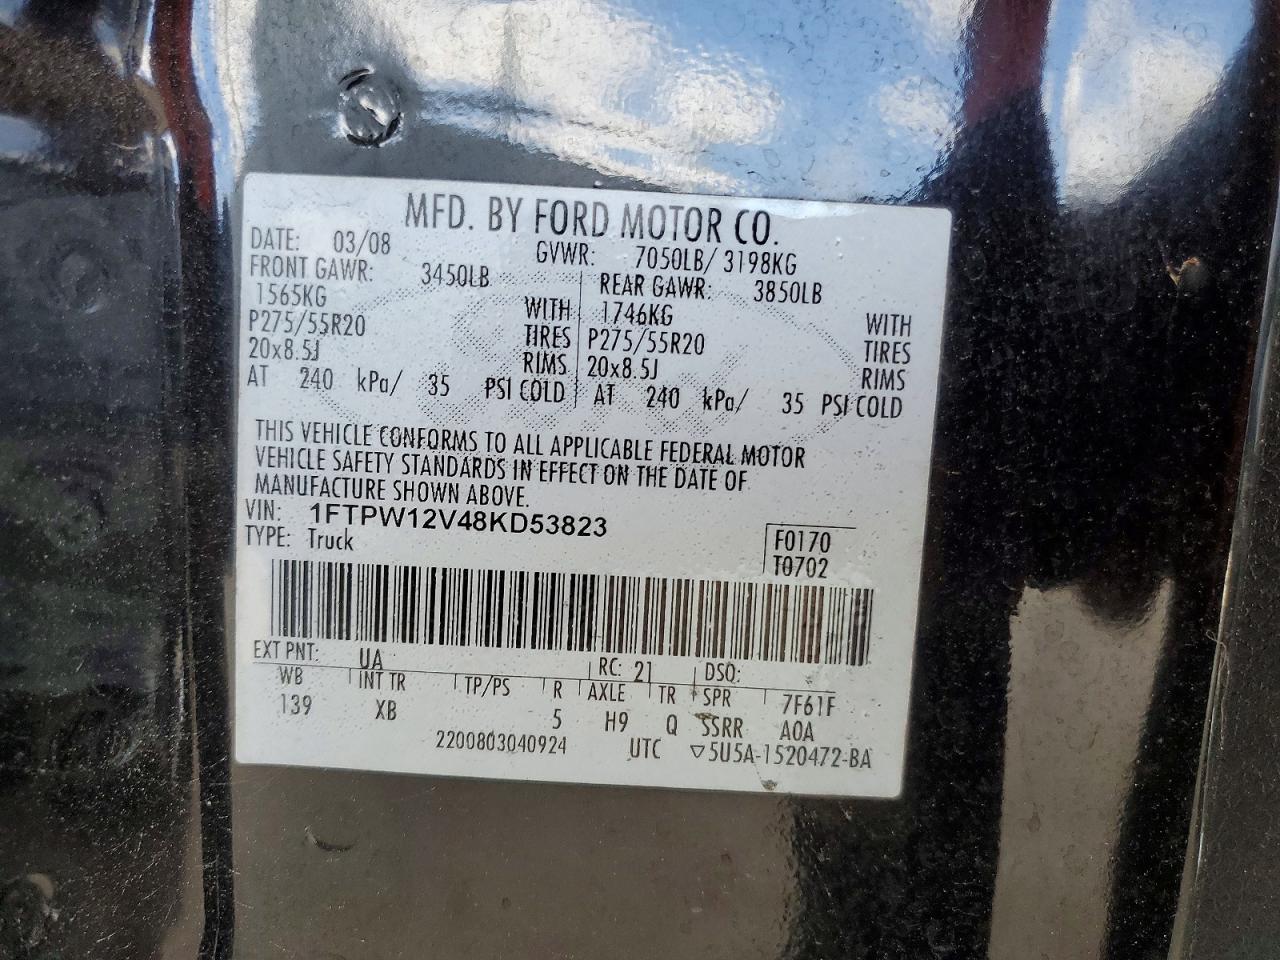 MFD. BY FORD MOTOR CO.
DATE: 03/08 GVWR: 7050LB/ 3198KG
FRONT GAWR: 3450LB REAR GAWR: 3850LB
1565KG WITH 1746KG WITH
P275/55R20 TIRES P275/55R20 TIRES
20x8.5J RIMS 20x8.5J RIMS
AT 240 kPa/ 35 PSI COLD AT 240 kPa/ 35 PSI COLD
THIS VEHICLE CONFORMS TO ALL APPLICABLE FEDERAL MOTOR
VEHICLE SAFETY STANDARDS IN EFFECT ON THE DATE OF
MANUFACTURE SHOWN ABOVE.
VIN: 1FTPW12V48KD53823
TYPE: Truck
F0170
T0702
EXT PNT: UA RC: 21 DSO:
WB INT TR TP/PS R AXLE TR SPR 7F61F
139 XB 5 H9 Q SSRR A0A
2200803040924 UTC ▽5U5A-1520472-BA